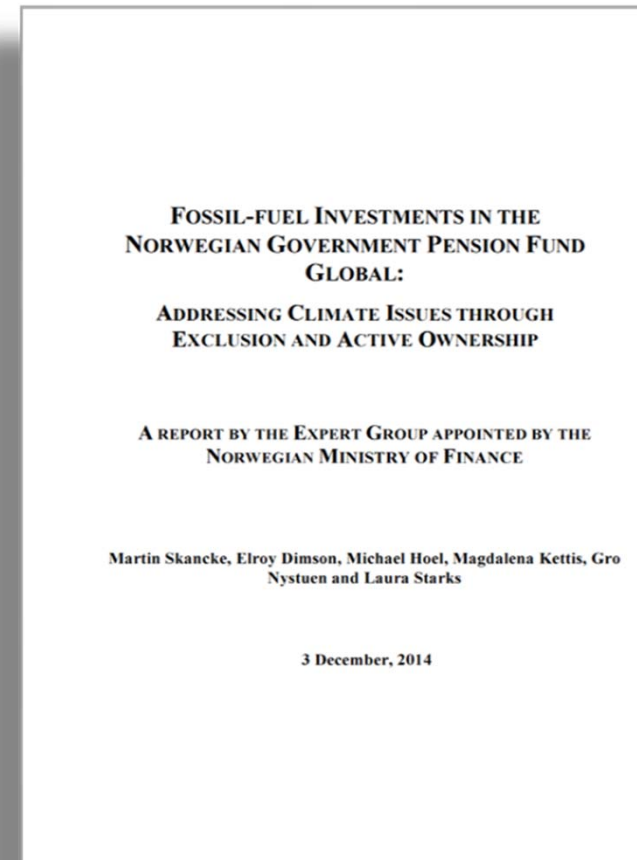 FOSSIL-FUEL INVESTMENTS IN THE
NORWEGIAN GOVERNMENT PENSION FUND
GLOBAL:
ADDRESSING CLIMATE ISSUES THROUGH
EXCLUSION AND ACTIVE OWNERSHIP
A REPORT BY THE EXPERT GROUP APPOINTED BY THE
NORWEGIAN MINISTRY OF FINANCE
Martin Skancke, Elroy Dimson, Michael Hoel, Magdalena Kettis, Gro
Nystuen and Laura Starks
3 December, 2014